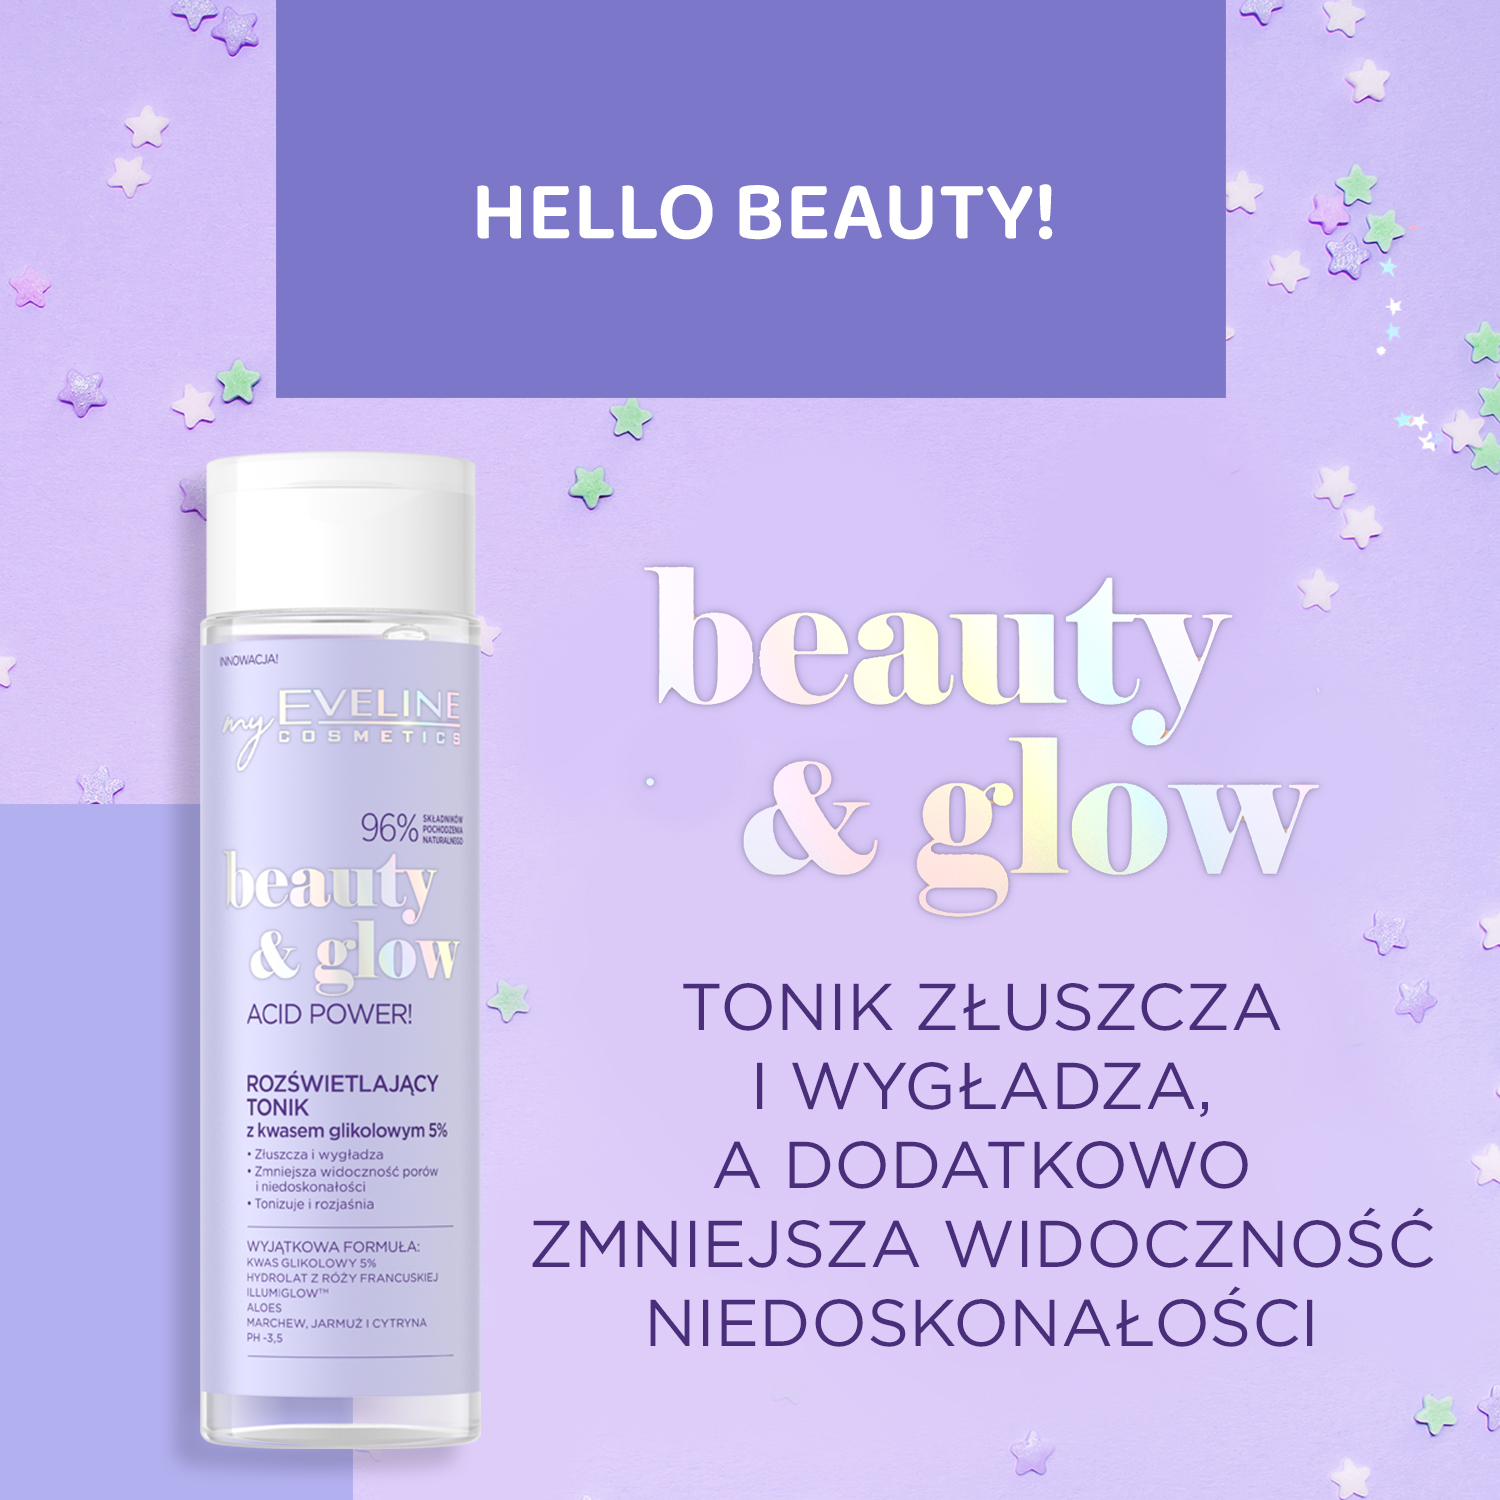 HELLO BEAUTY!
INNOWACJA!
my EVELINE
COSMETICS
96% SKŁADNIKÓW
POCHODZENIA
NATURALNEGO
beauty
& glow
ACID POWER!
ROZŚWIETLAJĄCY
TONIK
z kwasem glikolowym 5%
• Złuszcza i wygładza
• Zmniejsza widoczność porów
i niedoskonałości
• Tonizuje i rozjaśnia
WYJĄTKOWA FORMUŁA:
KWAS GLIKOLOWY 5%
HYDROLAT Z RÓŻY FRANCUSKIEJ
ILLUMIGLOW™
ALOES
MARCHEW, JARMUŻ I CYTRYNA
PH -3,5
beauty
& glow
TONIK ZŁUSZCZA
I WYGŁADZA,
A DODATKOWO
ZMNIEJSZA WIDOCZNOŚĆ
NIEDOSKONAŁOŚCI